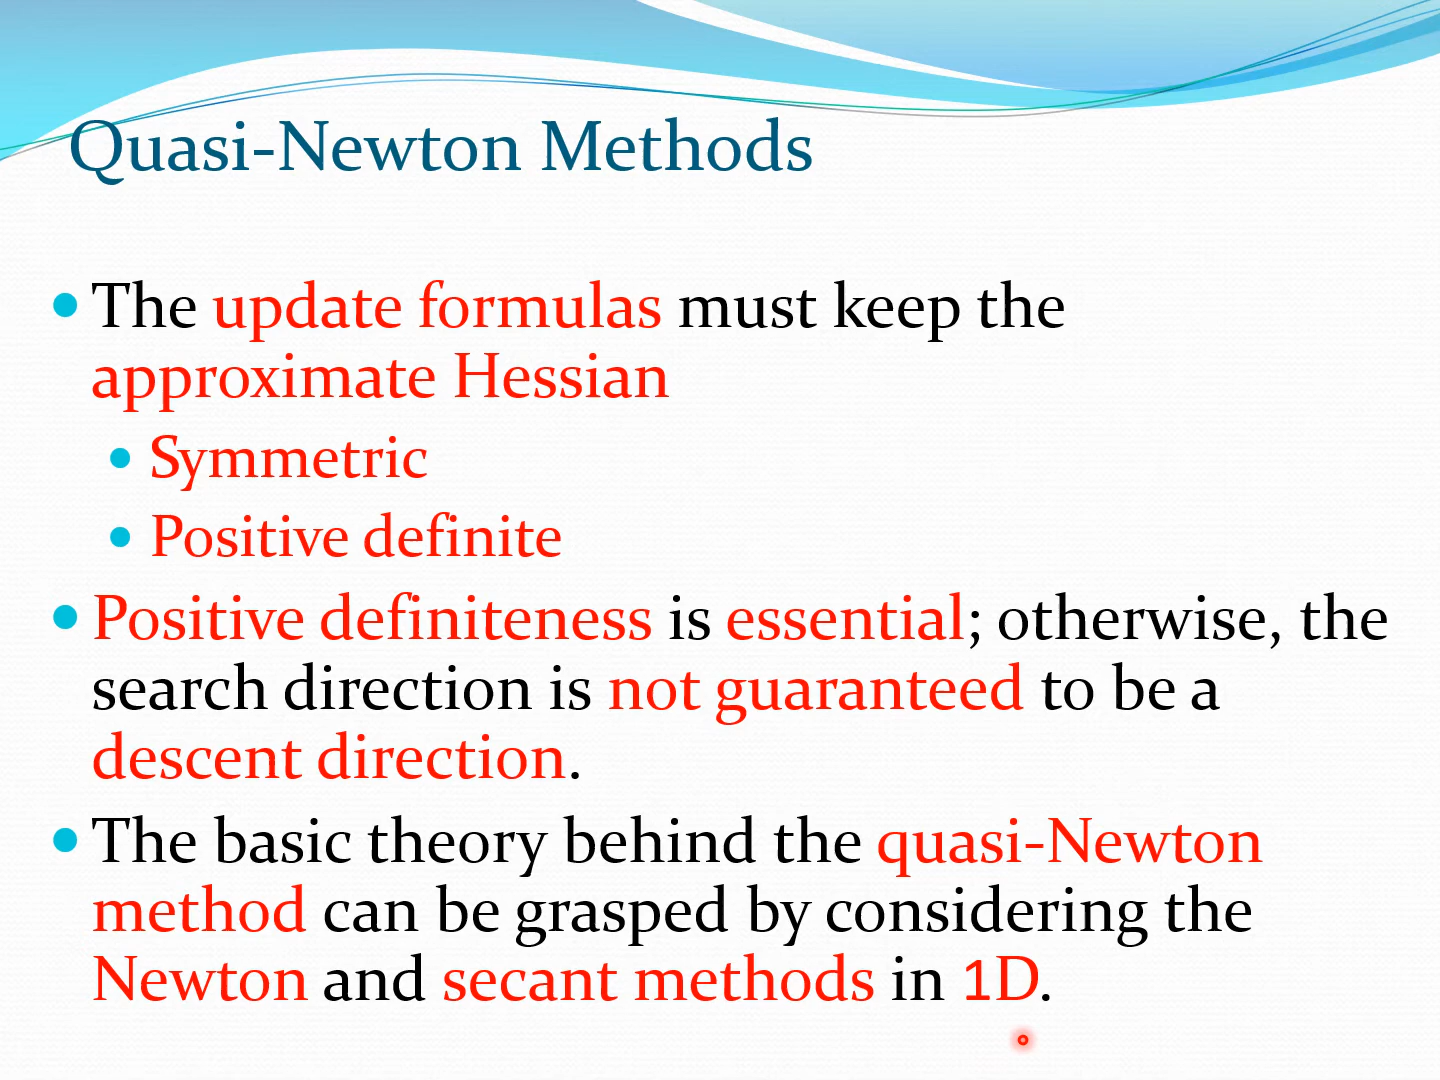 Quasi-Newton Methods
• The update formulas must keep the
approximate Hessian
• Symmetric
• Positive definite
• Positive definiteness is essential; otherwise, the
search direction is not guaranteed to be a
descent direction.
• The basic theory behind the quasi-Newton
method can be grasped by considering the
Newton and secant methods in 1D.